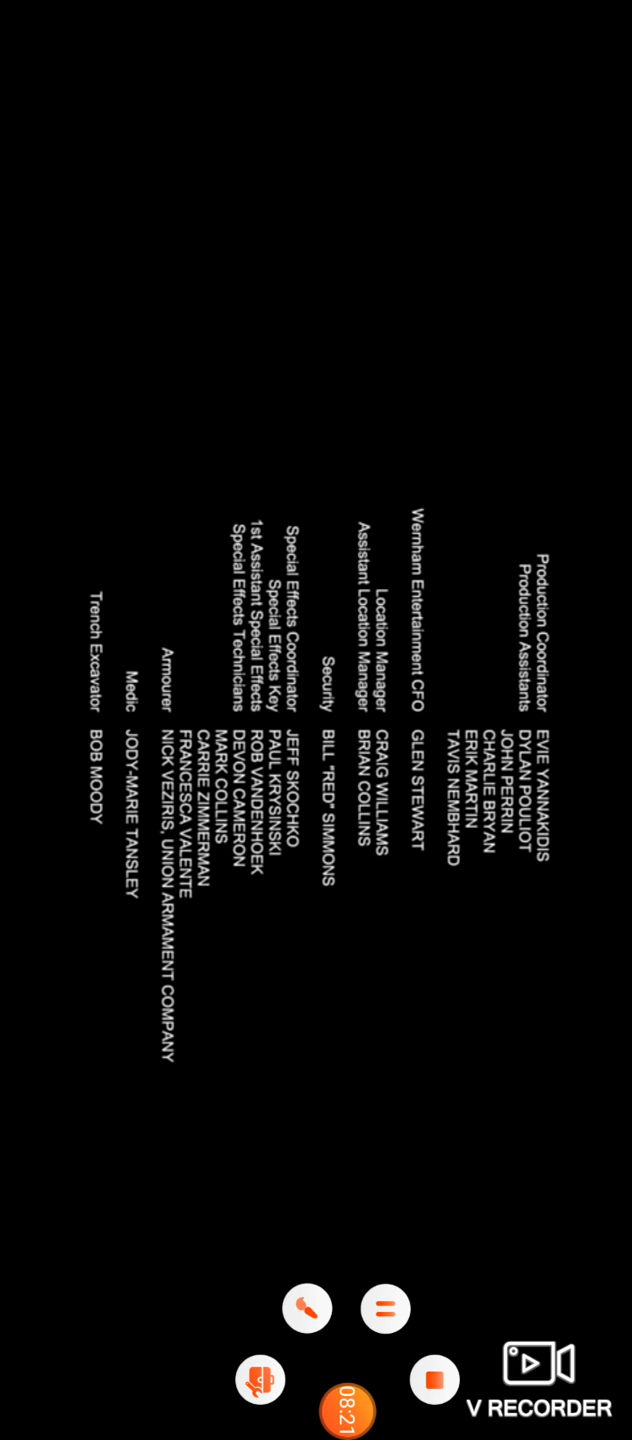 Production Coordinator EVIE YANNAKIDIS
Production Assistants DYLAN POULIOT
JOHN PERRIN
CHARLIE BRYAN
ERIK MARTIN
TAVIS NEMBHARD
Wernham Entertainment CFO GLEN STEWART
Location Manager CRAIG WILLIAMS
Assistant Location Manager BRIAN COLLINS
Security BILL "RED" SIMMONS
Special Effects Coordinator JEFF SKOCHKO
Special Effects Key PAUL KRYSINSKI
1st Assistant Special Effects ROB VANDENHOEK
Special Effects Technicians DEVON CAMERON
MARK COLLINS
CARRIE ZIMMERMAN
FRANCESCA VALENTE
Armourer NICK VEZIRIS, UNION ARMAMENT COMPANY
Medic JODY-MARIE TANSLEY
Trench Excavator BOB MOODY
08:21
V RECORDER